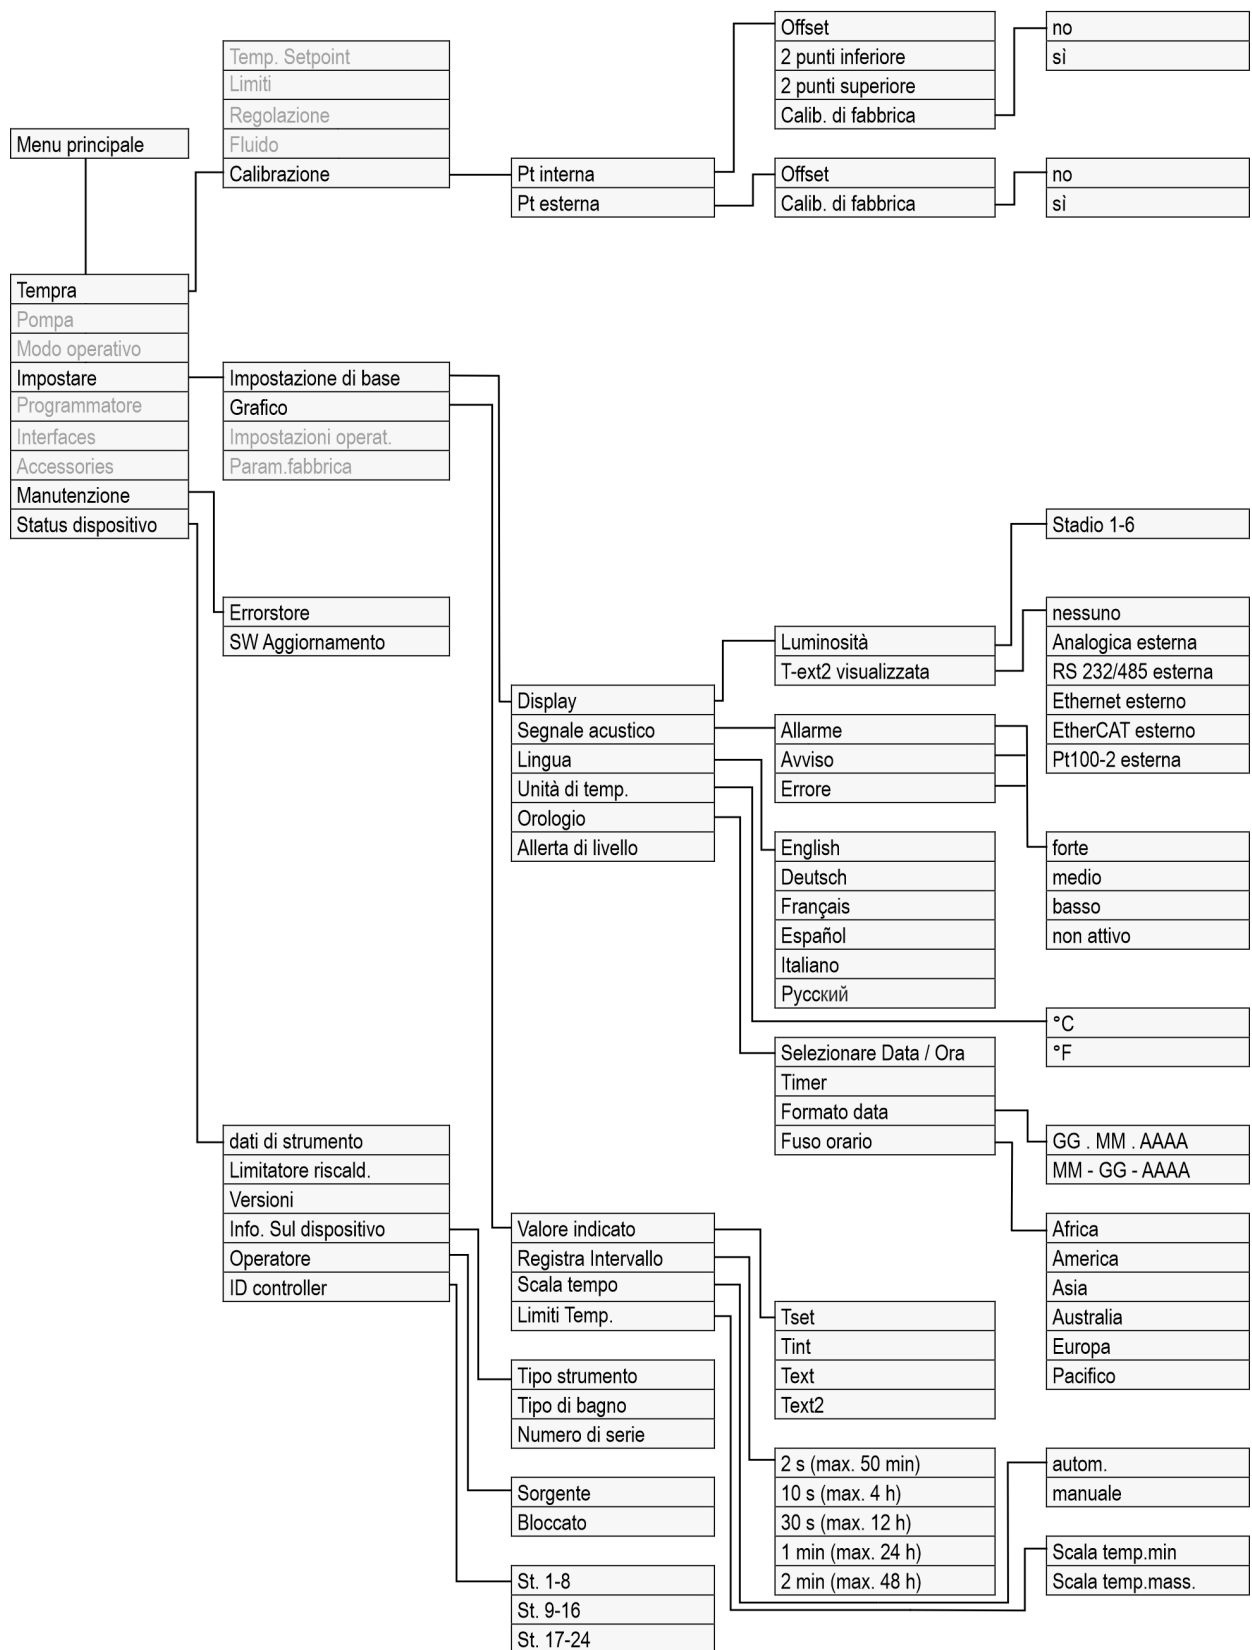 Menu principale
Tempra
Pompa
Modo operativo
Impostare
Programmatore
Interfaces
Accessories
Manutenzione
Status dispositivo
Temp. Setpoint
Limiti
Regolazione
Fluido
Calibrazione
Pt interna
Pt esterna
Offset
2 punti inferiore
2 punti superiore
Calib. di fabbrica
no
sì
Offset
Calib. di fabbrica
no
sì
Impostazione di base
Grafico
Impostazioni operat.
Param.fabbrica
Errorstore
SW Aggiornamento
Display
Segnale acustico
Lingua
Unità di temp.
Orologio
Allerta di livello
Luminosità
T-ext2 visualizzata
Stadio 1-6
nessuno
Analogica esterna
RS 232/485 esterna
Ethernet esterno
EtherCAT esterno
Pt100-2 esterna
Allarme
Avviso
Errore
forte
medio
basso
non attivo
English
Deutsch
Français
Español
Italiano
Русский
°C
°F
Selezionare Data / Ora
Timer
Formato data
Fuso orario
GG . MM . AAAA
MM - GG - AAAA
Africa
America
Asia
Australia
Europa
Pacifico
dati di strumento
Limitatore riscald.
Versioni
Info. Sul dispositivo
Operatore
ID controller
Valore indicato
Registra Intervallo
Scala tempo
Limiti Temp.
Tset
Tint
Text
Text2
Tipo strumento
Tipo di bagno
Numero di serie
2 s (max. 50 min)
10 s (max. 4 h)
30 s (max. 12 h)
1 min (max. 24 h)
2 min (max. 48 h)
autom.
manuale
Scala temp.min
Scala temp.mass.
Sorgente
Bloccato
St. 1-8
St. 9-16
St. 17-24